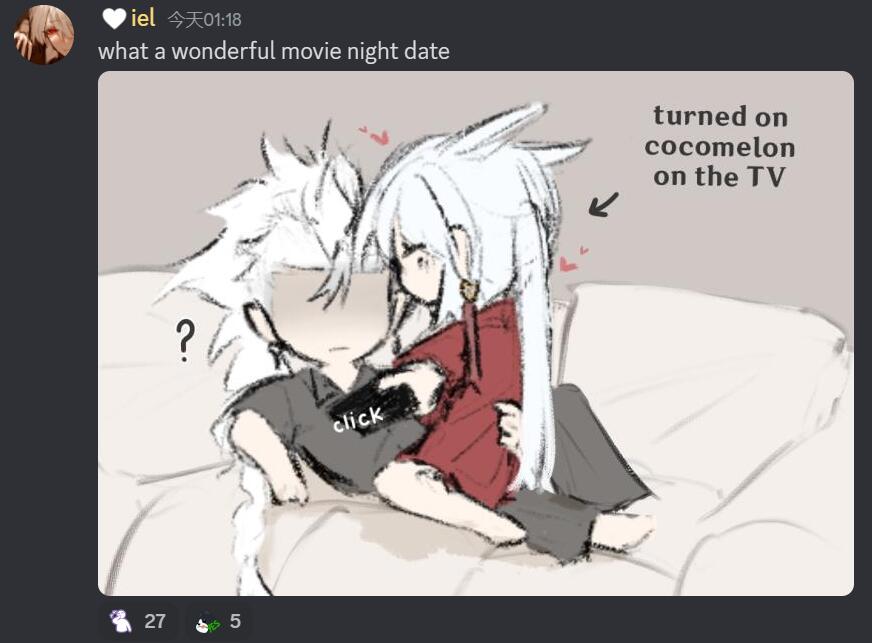 iel 今天01:18
what a wonderful movie night date
turned on
cocomelon
on the TV
?
click
27 5